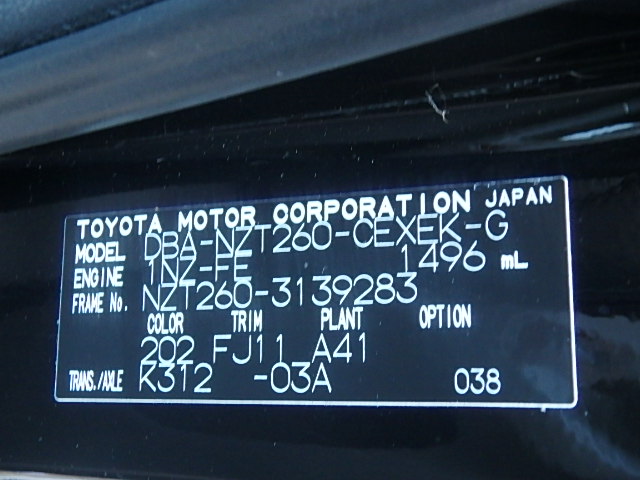 TOYOTA MOTOR CORPORATION JAPAN
MODEL DBA-NZT260-CEXEK-G
ENGINE 1NZ-FE 1496 mL
FRAME No. NZT260-3139283
COLOR TRIM PLANT OPTION
202 FJ11 A41
TRANS./AXLE K312 -03A 038